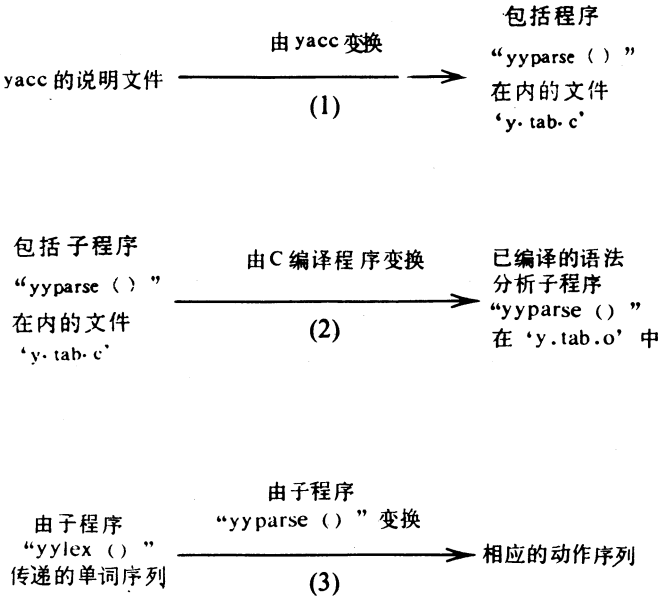 yacc的说明文件
由yacc变换
(1)
包括程序
“yyparse（）”
在内的文件
‘y·tab·c’
包括子程序
“yyparse（）”
在内的文件
‘y·tab·c’
由C编译程序变换
(2)
已编译的语法
分析子程序
“yyparse（）”
在‘y.tab.o’中
由子程序
“yylex（）”
传递的单词序列
由子程序
“yyparse（）”变换
(3)
相应的动作序列